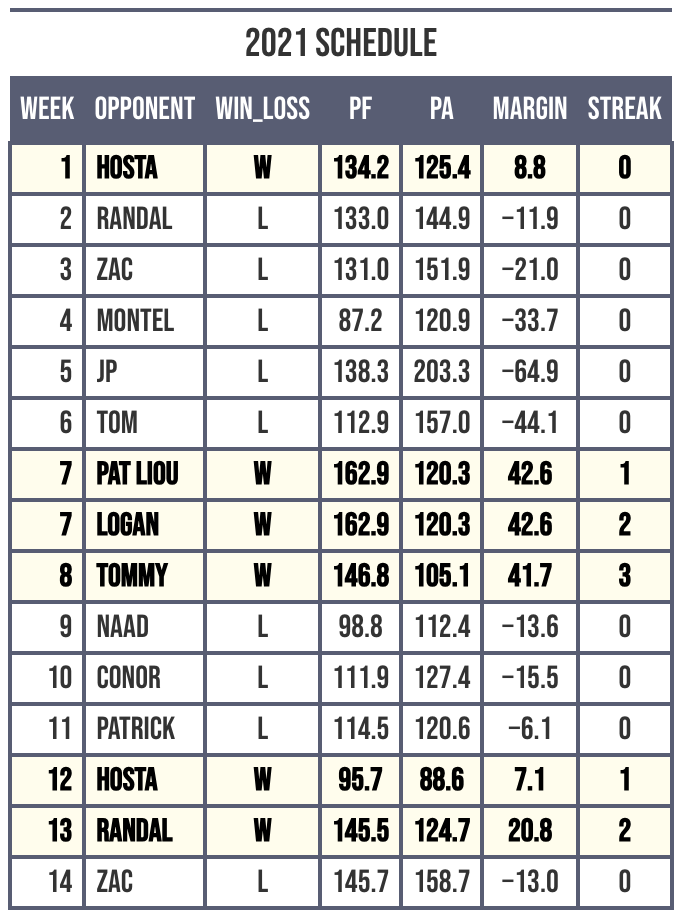 2021 SCHEDULE
WEEK OPPONENT WIN_LOSS PF PA MARGIN STREAK
1 HOSTA W 134.2 125.4 8.8 0
2 RANDAL L 133.0 144.9 −11.9 0
3 ZAC L 131.0 151.9 −21.0 0
4 MONTEL L 87.2 120.9 −33.7 0
5 JP L 138.3 203.3 −64.9 0
6 TOM L 112.9 157.0 −44.1 0
7 PAT LIOU W 162.9 120.3 42.6 1
7 LOGAN W 162.9 120.3 42.6 2
8 TOMMY W 146.8 105.1 41.7 3
9 NAAD L 98.8 112.4 −13.6 0
10 CONOR L 111.9 127.4 −15.5 0
11 PATRICK L 114.5 120.6 −6.1 0
12 HOSTA W 95.7 88.6 7.1 1
13 RANDAL W 145.5 124.7 20.8 2
14 ZAC L 145.7 158.7 −13.0 0